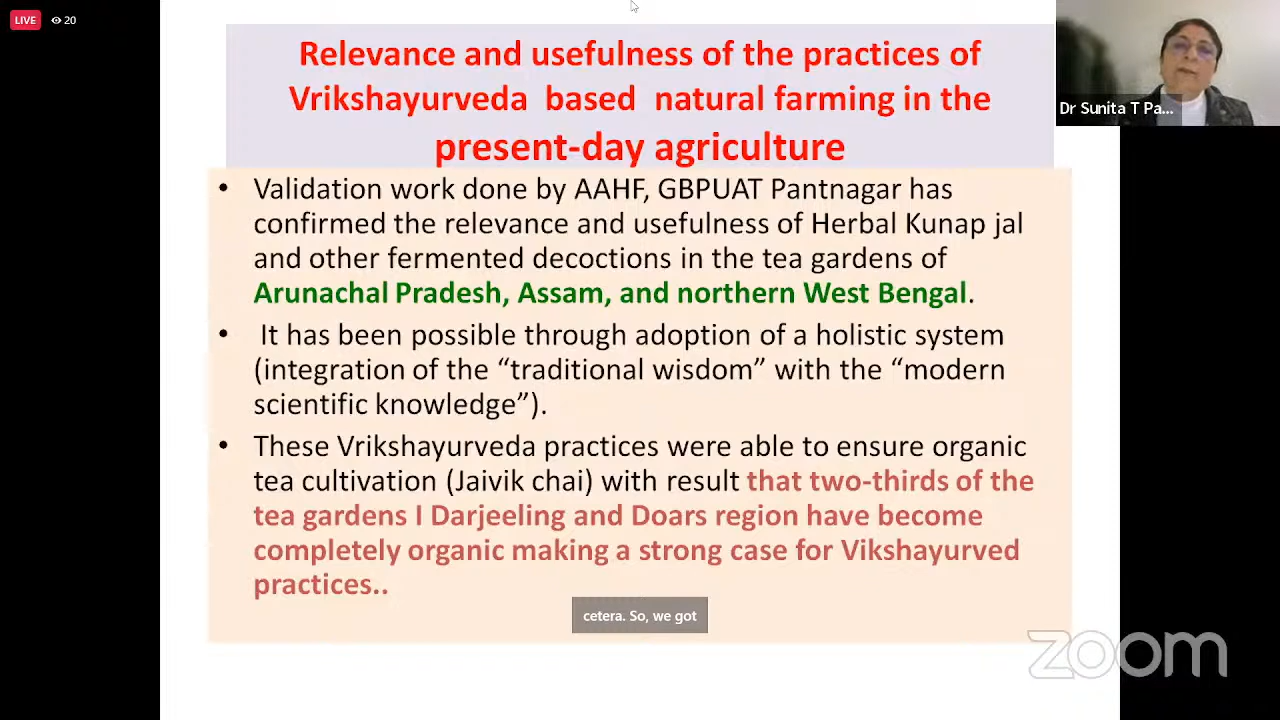 LIVE 20
Relevance and usefulness of the practices of
Vrikshayurveda based natural farming in the
present-day agriculture
Dr Sunita T Pa...
• Validation work done by AAHF, GBPUAT Pantnagar has
confirmed the relevance and usefulness of Herbal Kunap jal
and other fermented decoctions in the tea gardens of
Arunachal Pradesh, Assam, and northern West Bengal.
• It has been possible through adoption of a holistic system
(integration of the “traditional wisdom” with the “modern
scientific knowledge”).
• These Vrikshayurveda practices were able to ensure organic
tea cultivation (Jaivik chai) with result that two-thirds of the
tea gardens I Darjeeling and Doars region have become
completely organic making a strong case for Vikshayurved
practices..
cetera. So, we got
zoom